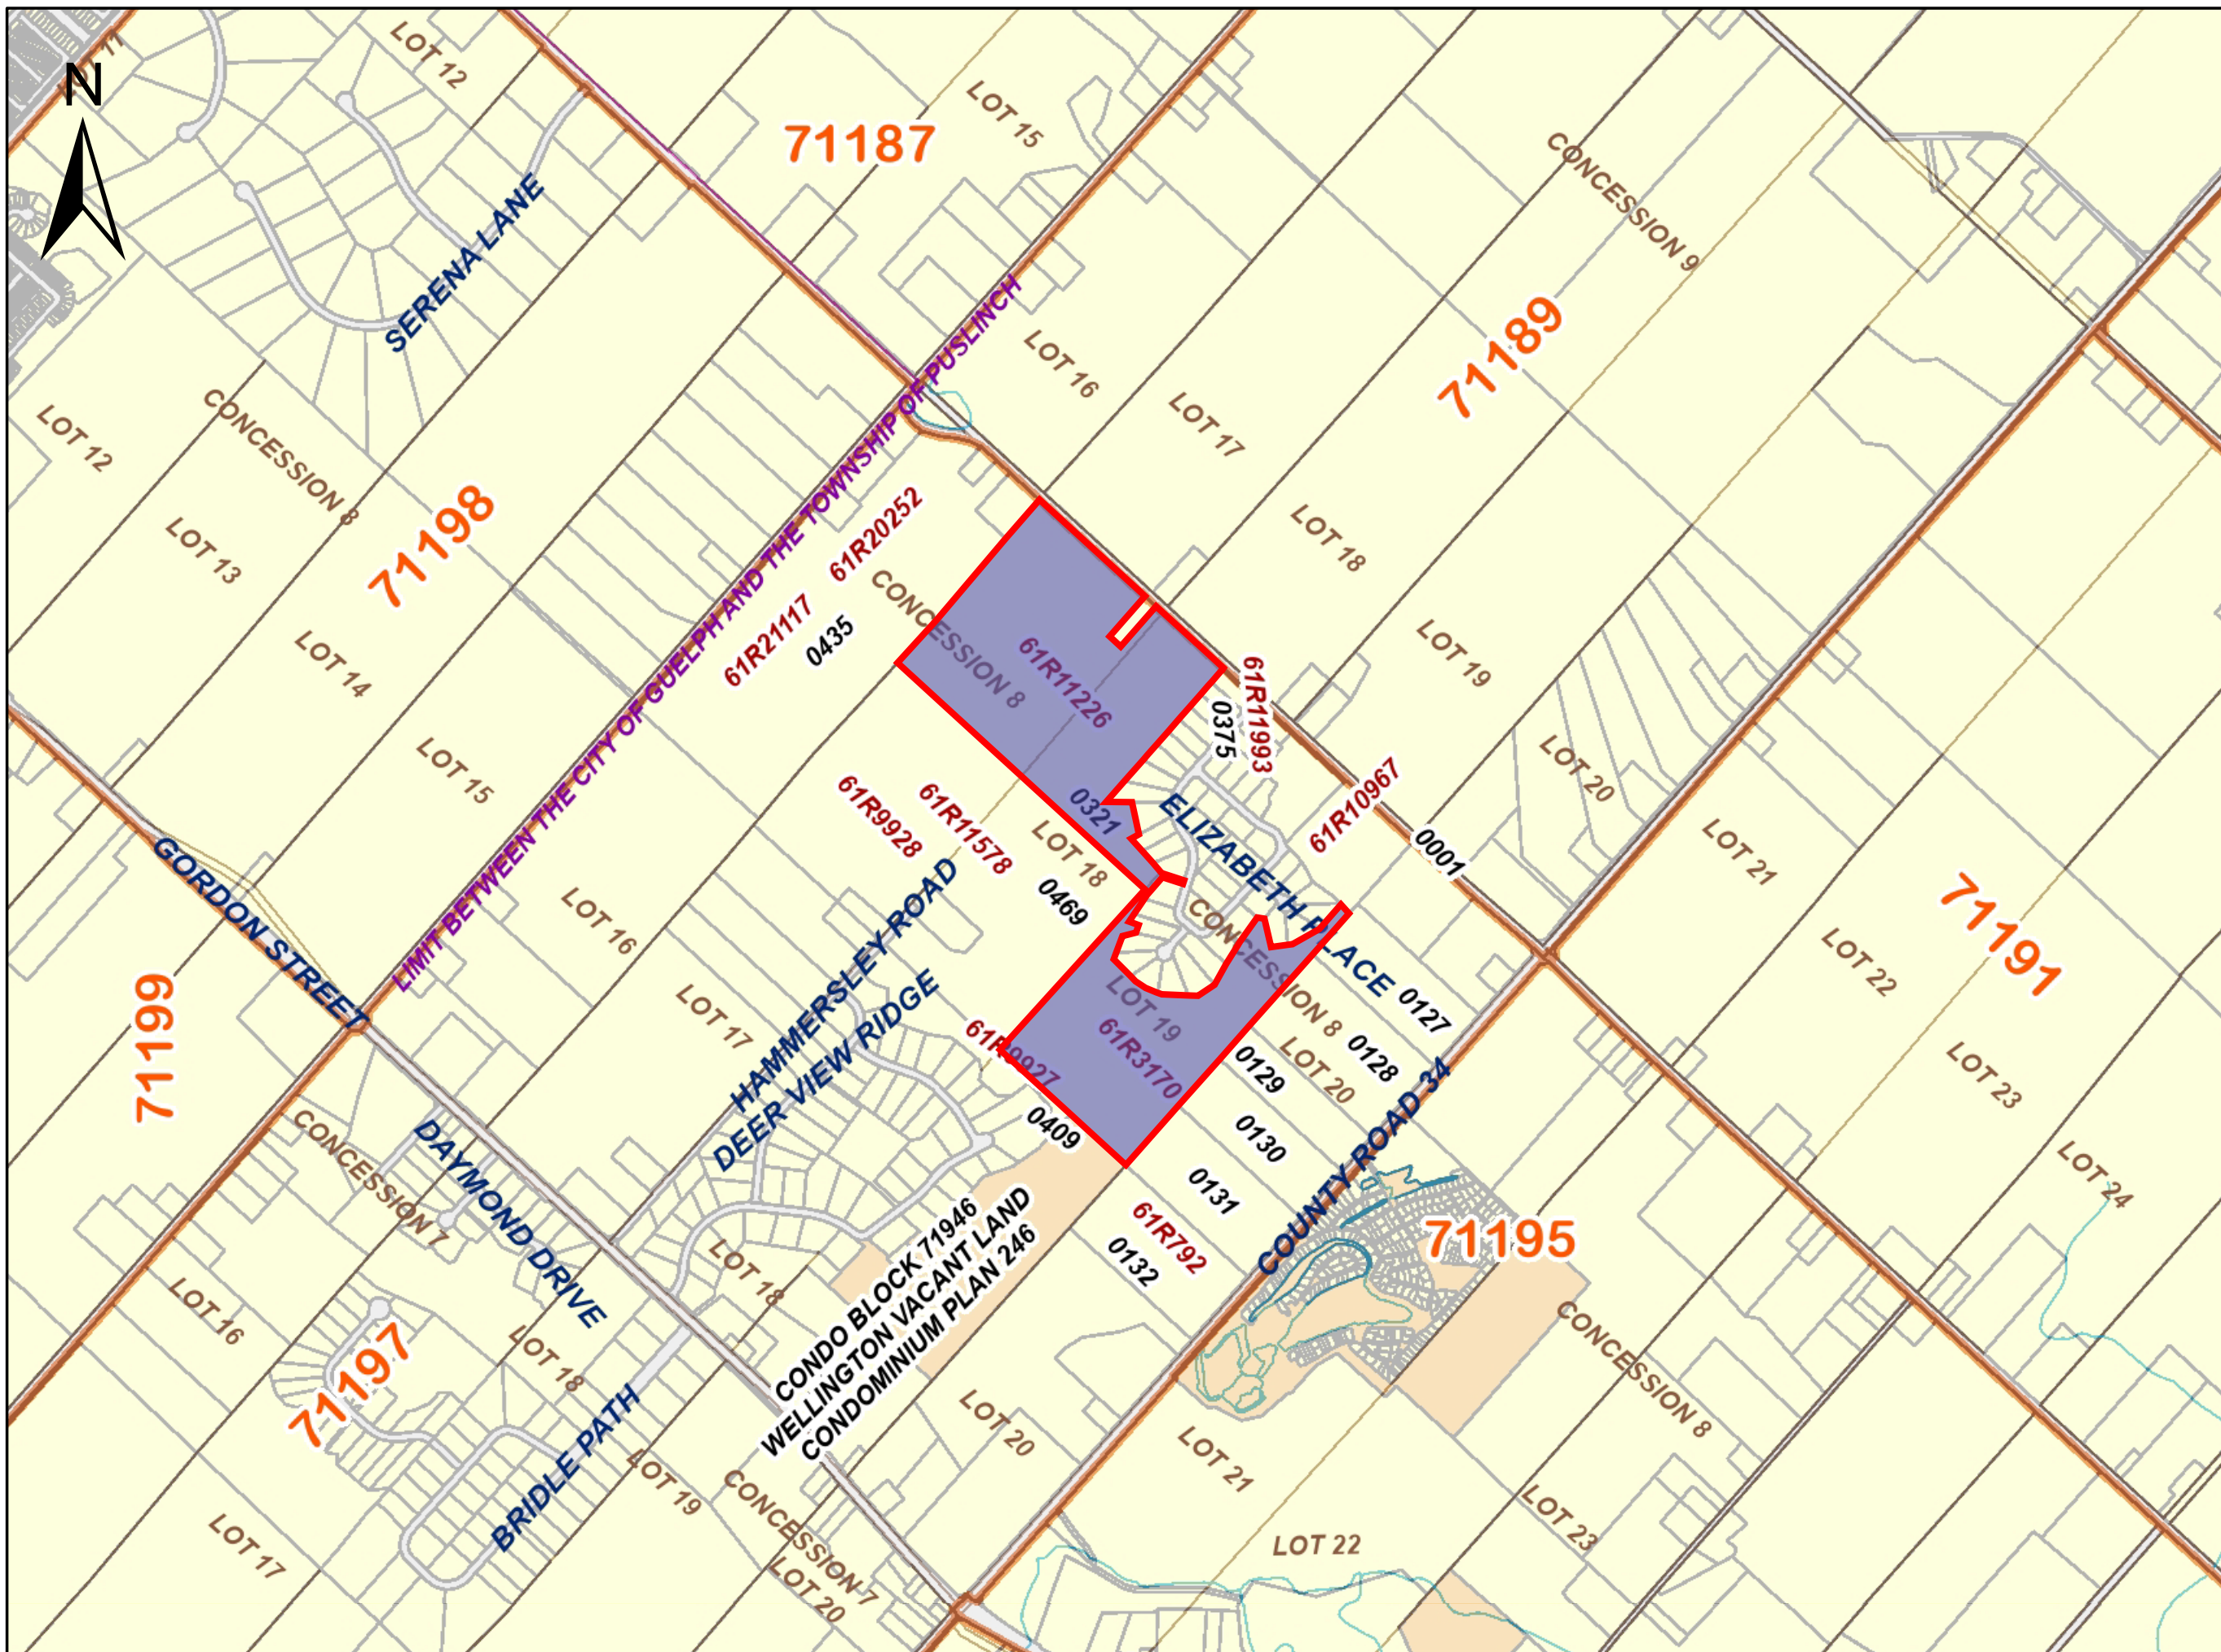 N
LOT 12
LOT 15
71187
CONCESSION 9
SERENA LANE
LIMIT BETWEEN THE CITY OF GUELPH AND THE TOWNSHIP OF PUSLINCH
LOT 16
71189
LOT 17
LOT 12
CONCESSION 8
71198
LOT 13
61R20252
LOT 18
CONCESSION 8
61R21117
0435
61R11226
LOT 19
LOT 14
61R11993
0375
LOT 15
61R9928
61R11578
LOT 18
0321
ELIZABETH PLACE
61R10967
0001
LOT 20
LOT 21
GORDON STREET
0469
HAMMERSLEY ROAD
LOT 16
CONCESSION 8
71191
LOT 22
DEER VIEW RIDGE
LOT 17
LOT 19
0127
71199
61R9927
61R3170
0128
0129
LOT 20
LOT 23
CONCESSION 7
DAYMOND DRIVE
0409
0130
COUNTY ROAD 34
LOT 24
0131
61R792
0132
71195
LOT 18
CONDO BLOCK 71946
WELLINGTON VACANT LAND
CONDOMINIUM PLAN 246
LOT 16
71197
LOT 18
CONCESSION 8
BRIDLE PATH
LOT 20
LOT 21
LOT 19
CONCESSION 7
LOT 23
LOT 17
LOT 20
LOT 22